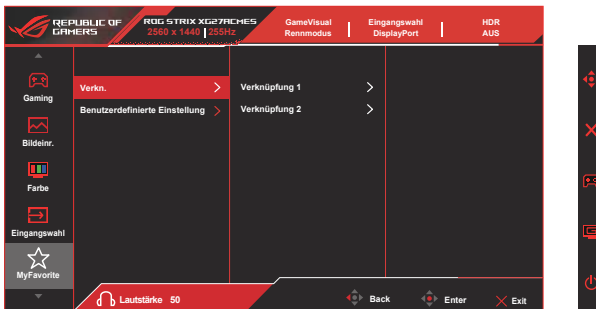 REPUBLIC OF
GAMERS
ROG STRIX XG27ACMES
2560 x 1440 255Hz
GameVisual
Rennmodus
Eingangswahl
DisplayPort
HDR
AUS
Gaming
Bildeinr.
Farbe
Eingangswahl
MyFavorite
Verkn.
Benutzerdefinierte Einstellung
Verknüpfung 1
Verknüpfung 2
Lautstärke 50
Back
Enter
Exit